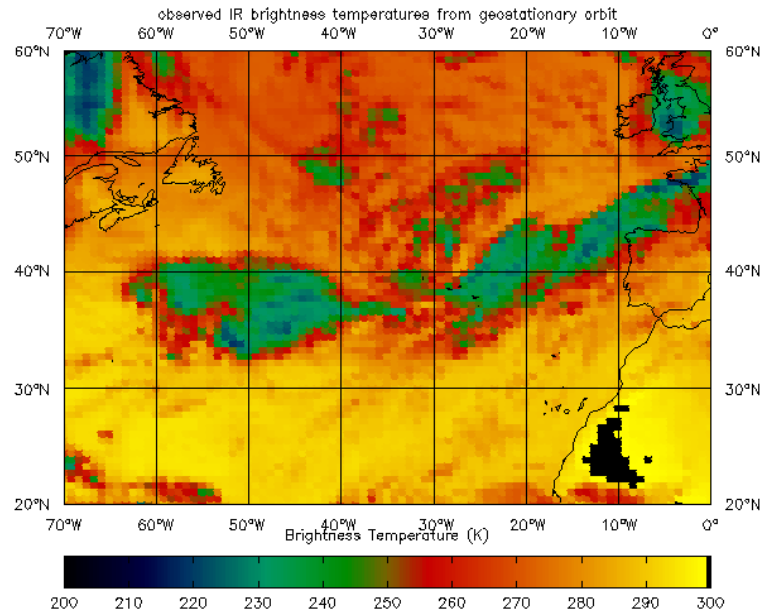 observed IR brightness temperatures from geostationary orbit
70°W 60°W 50°W 40°W 30°W 20°W 10°W 0°
60°N 60°N
50°N 50°N
40°N 40°N
30°N 30°N
20°N 20°N
70°W 60°W 50°W 40°W 30°W 20°W 10°W 0°
Brightness Temperature (K)
200 210 220 230 240 250 260 270 280 290 300